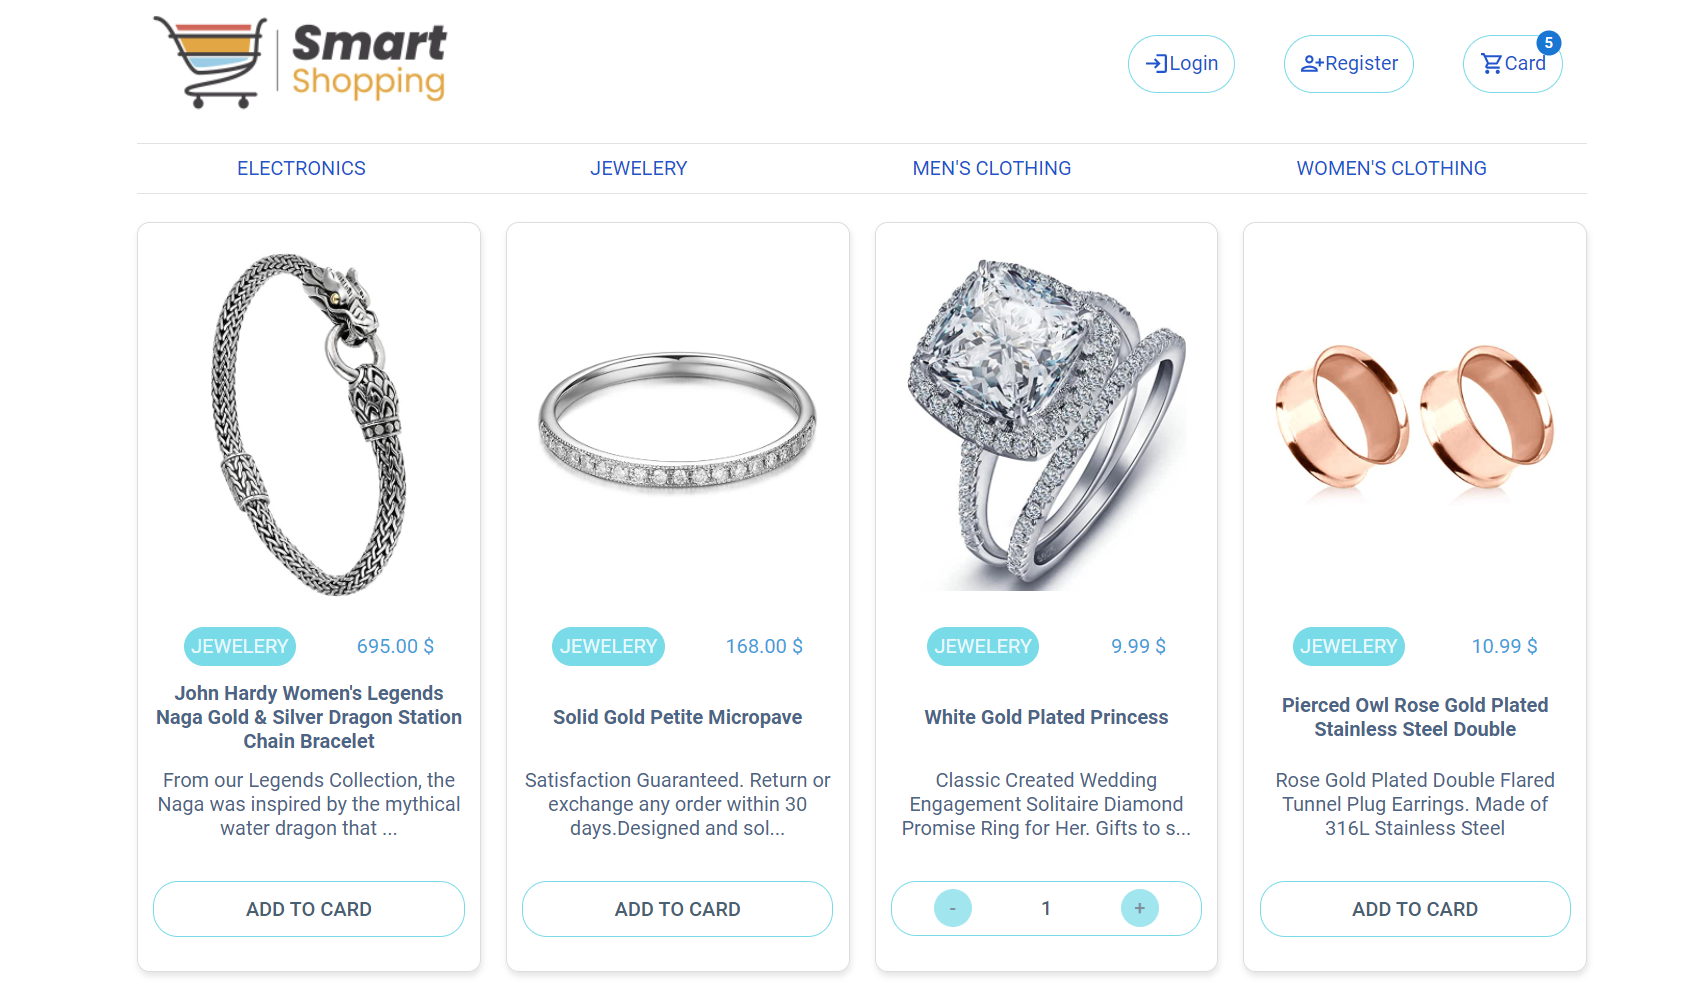 Smart
Shopping
Login
Register
Card
5
ELECTRONICS
JEWELERY
MEN'S CLOTHING
WOMEN'S CLOTHING
JEWELERY
695.00 $
John Hardy Women's Legends
Naga Gold & Silver Dragon Station
Chain Bracelet
From our Legends Collection, the
Naga was inspired by the mythical
water dragon that ...
ADD TO CARD
JEWELERY
168.00 $
Solid Gold Petite Micropave
Satisfaction Guaranteed. Return or
exchange any order within 30
days.Designed and sol...
ADD TO CARD
JEWELERY
9.99 $
White Gold Plated Princess
Classic Created Wedding
Engagement Solitaire Diamond
Promise Ring for Her. Gifts to s...
- 1 +
JEWELERY
10.99 $
Pierced Owl Rose Gold Plated
Stainless Steel Double
Rose Gold Plated Double Flared
Tunnel Plug Earrings. Made of
316L Stainless Steel
ADD TO CARD